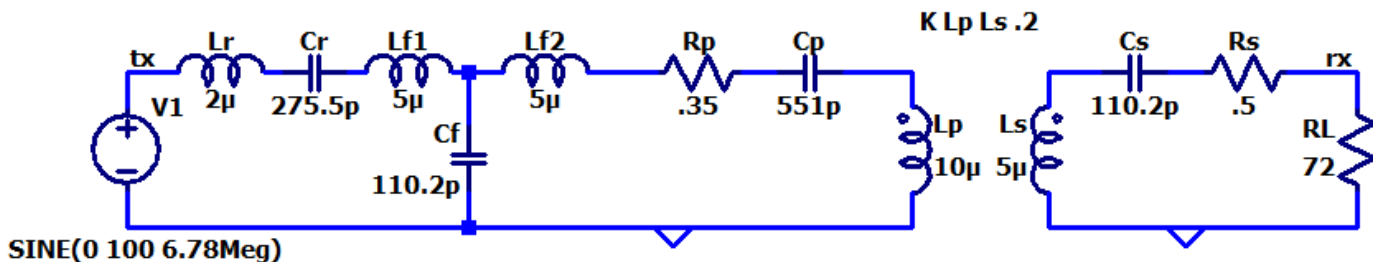 K Lp Ls .2
Lr Cr Lf1 Lf2 Rp Cp Cs Rs
tx rx
2µ 275.5p 5µ 5µ .35 551p 110.2p .5
V1 Cf Lp Ls RL
110.2p 10µ 5µ 72
SINE(0 100 6.78Meg)